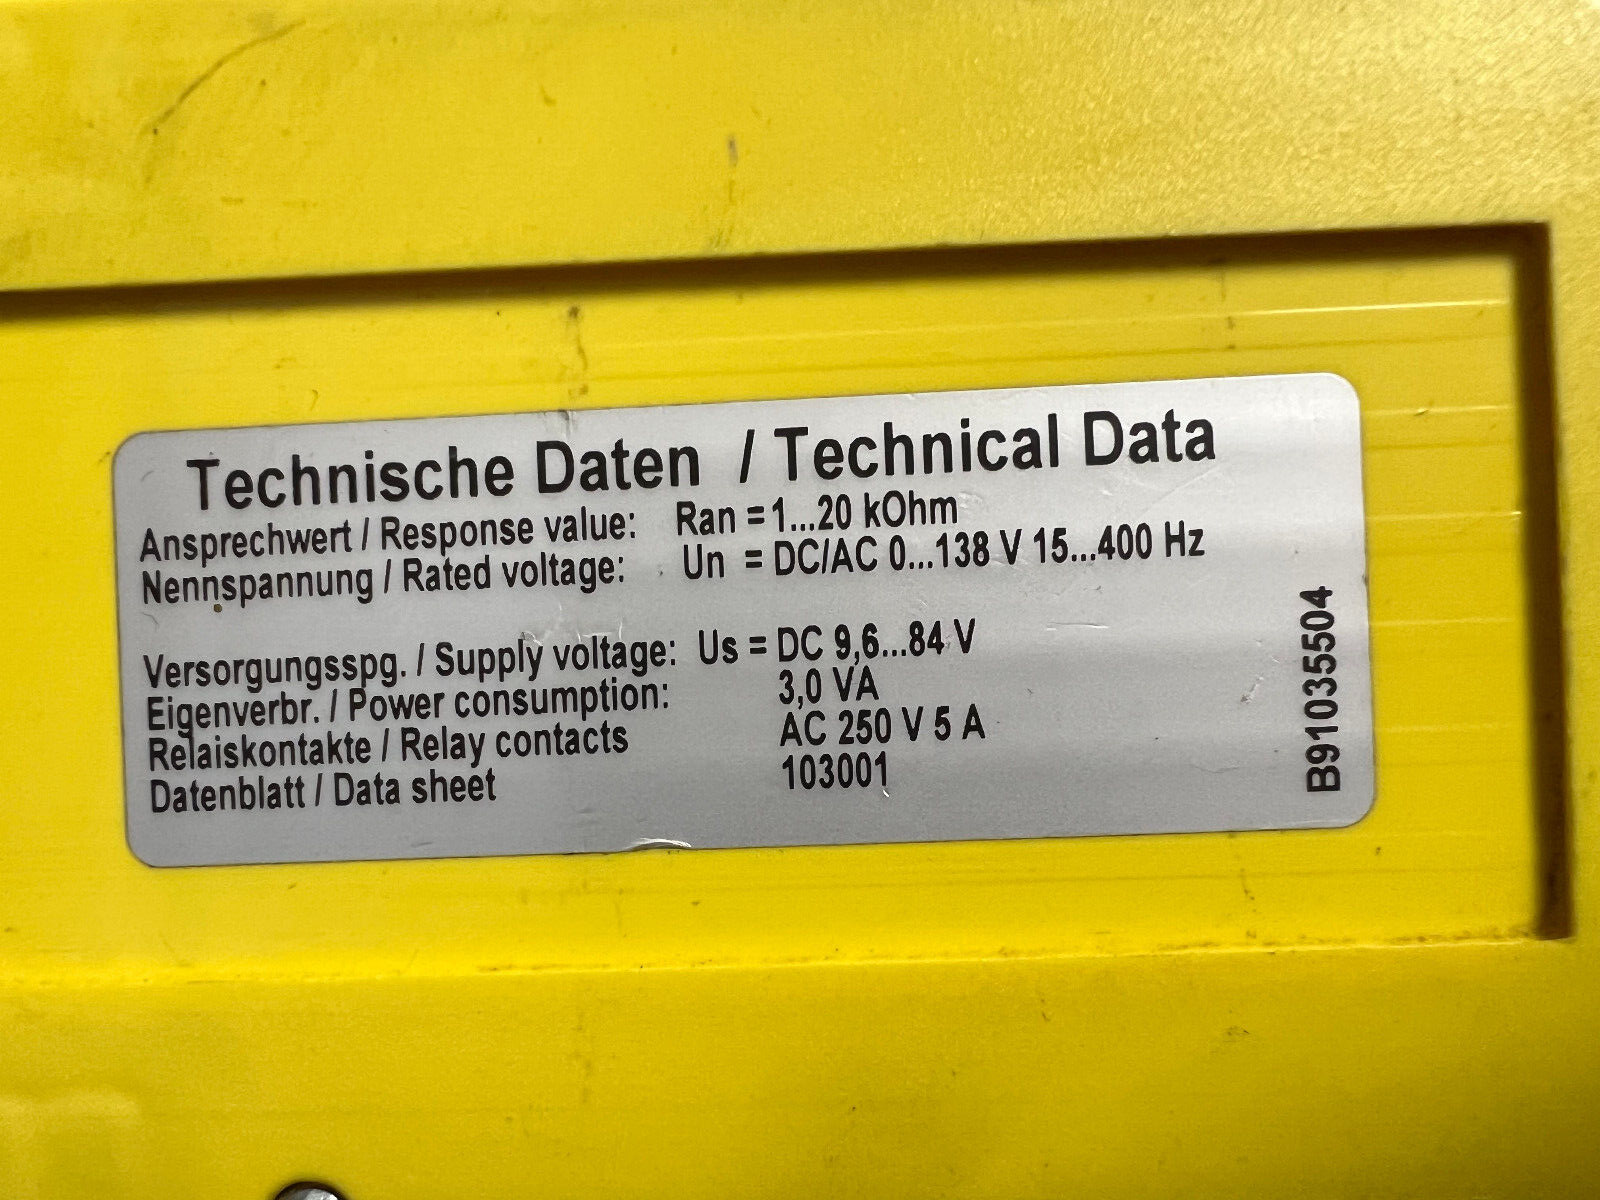 Technische Daten / Technical Data
Ansprechwert / Response value: Ran =1...20 kOhm
Nennspannung / Rated voltage: Un = DC/AC 0...138 V 15...400 Hz
Versorgungsspg. / Supply voltage: Us = DC 9,6...84 V
Eigenverbr. / Power consumption: 3,0 VA
Relaiskontakte / Relay contacts AC 250 V 5 A
Datenblatt / Data sheet 103001
B91035504